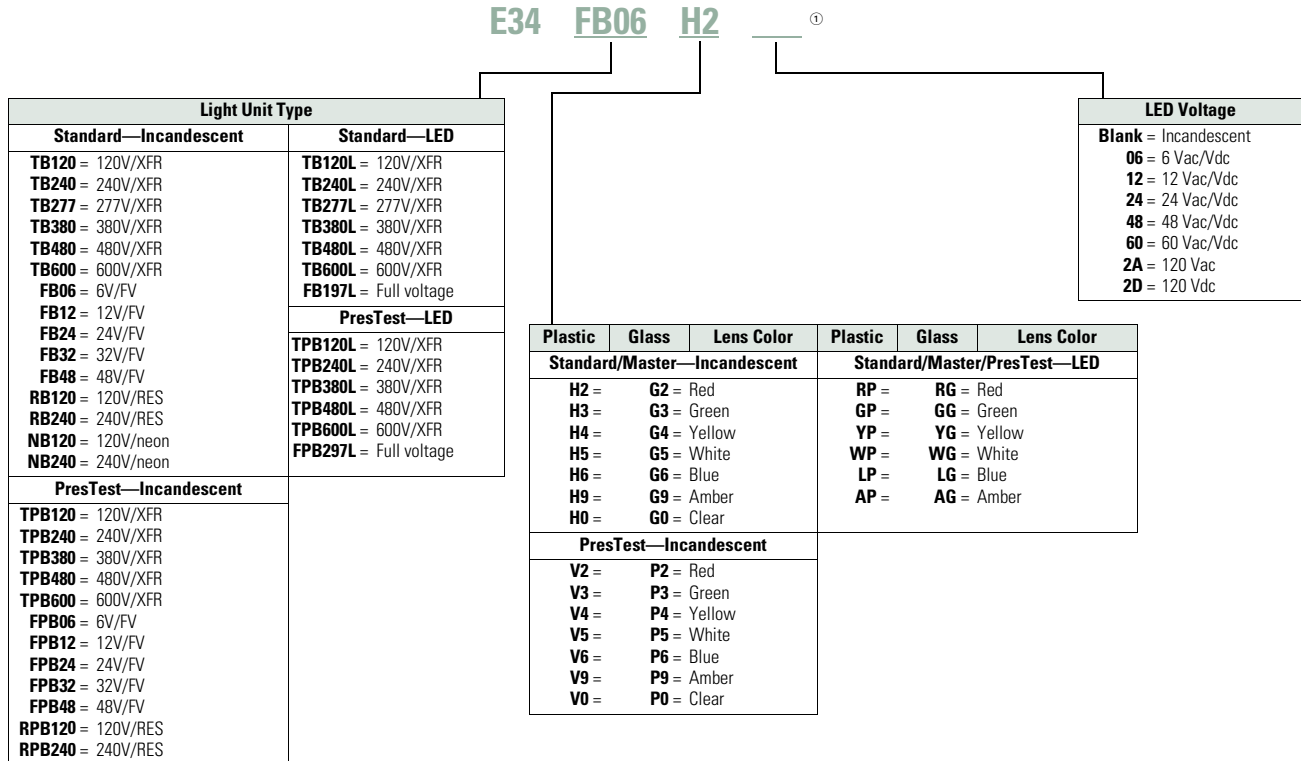 E34 FB06 H2 ___ ①
Light Unit Type
Standard—Incandescent
TB120 = 120V/XFR
TB240 = 240V/XFR
TB277 = 277V/XFR
TB380 = 380V/XFR
TB480 = 480V/XFR
TB600 = 600V/XFR
FB06 = 6V/FV
FB12 = 12V/FV
FB24 = 24V/FV
FB32 = 32V/FV
FB48 = 48V/FV
RB120 = 120V/RES
RB240 = 240V/RES
NB120 = 120V/neon
NB240 = 240V/neon
PresTest—Incandescent
TPB120 = 120V/XFR
TPB240 = 240V/XFR
TPB380 = 380V/XFR
TPB480 = 480V/XFR
TPB600 = 600V/XFR
FPB06 = 6V/FV
FPB12 = 12V/FV
FPB24 = 24V/FV
FPB32 = 32V/FV
FPB48 = 48V/FV
RPB120 = 120V/RES
RPB240 = 240V/RES
Standard—LED
TB120L = 120V/XFR
TB240L = 240V/XFR
TB277L = 277V/XFR
TB380L = 380V/XFR
TB480L = 480V/XFR
TB600L = 600V/XFR
FB197L = Full voltage
PresTest—LED
TPB120L = 120V/XFR
TPB240L = 240V/XFR
TPB380L = 380V/XFR
TPB480L = 480V/XFR
TPB600L = 600V/XFR
FPB297L = Full voltage
Plastic Glass Lens Color
Standard/Master—Incandescent
H2 = G2 = Red
H3 = G3 = Green
H4 = G4 = Yellow
H5 = G5 = White
H6 = G6 = Blue
H9 = G9 = Amber
H0 = G0 = Clear
PresTest—Incandescent
V2 = P2 = Red
V3 = P3 = Green
V4 = P4 = Yellow
V5 = P5 = White
V6 = P6 = Blue
V9 = P9 = Amber
V0 = P0 = Clear
Plastic Glass Lens Color
Standard/Master/PresTest—LED
RP = RG = Red
GP = GG = Green
YP = YG = Yellow
WP = WG = White
LP = LG = Blue
AP = AG = Amber
LED Voltage
Blank = Incandescent
06 = 6 Vac/Vdc
12 = 12 Vac/Vdc
24 = 24 Vac/Vdc
48 = 48 Vac/Vdc
60 = 60 Vac/Vdc
2A = 120 Vac
2D = 120 Vdc